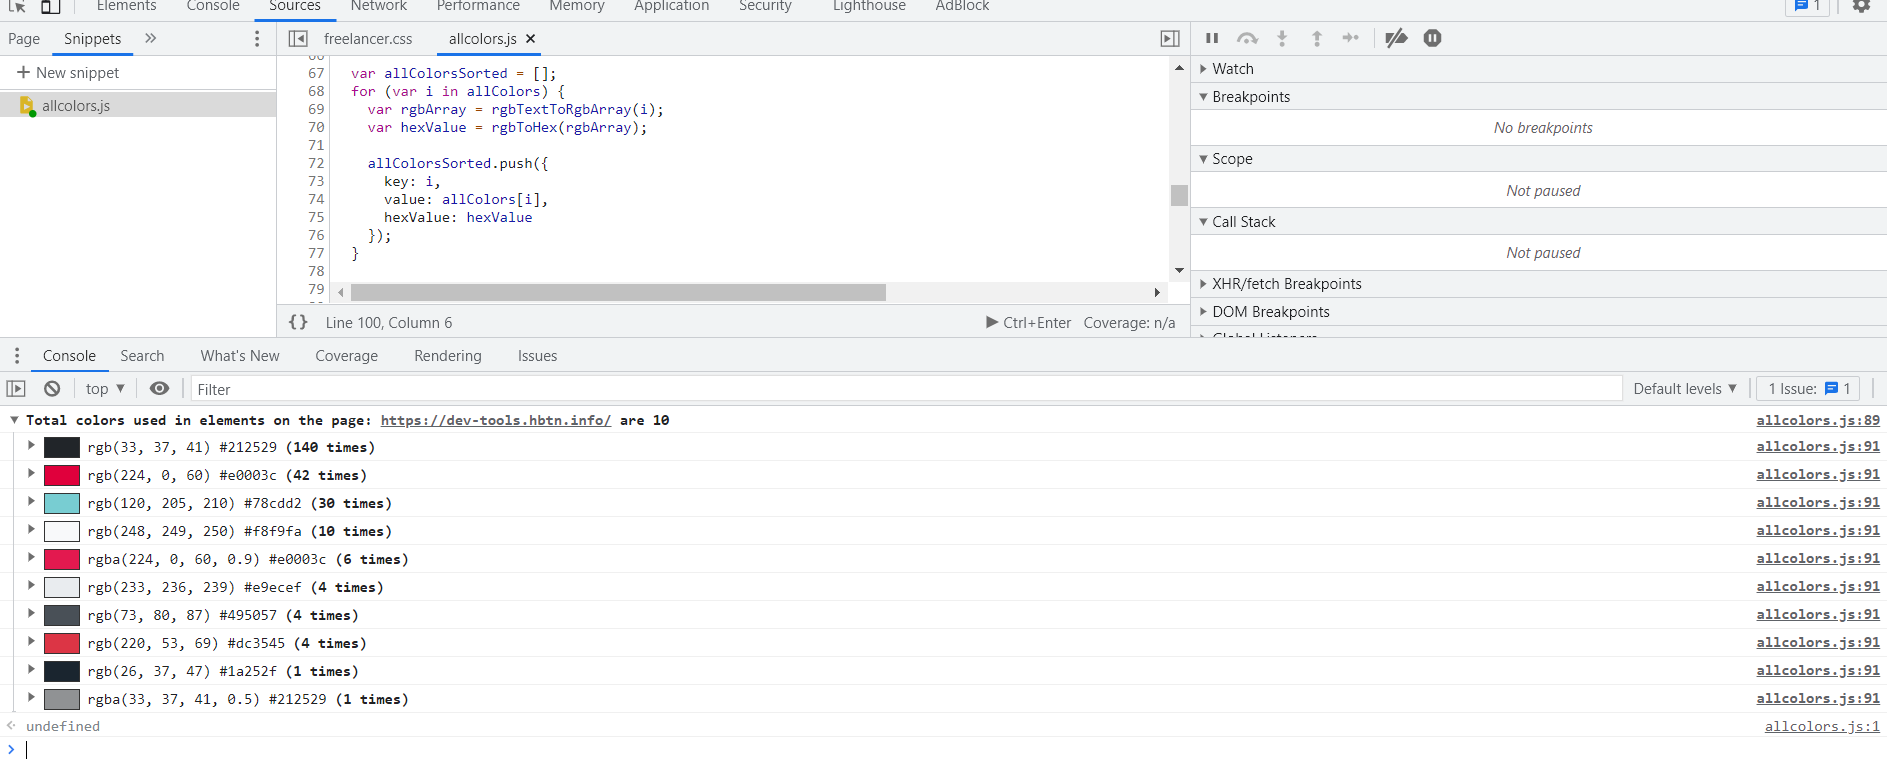 Elements Console Sources Network Performance Memory Application Security Lighthouse AdBlock 1
Page Snippets »
New snippet
allcolors.js
freelancer.css allcolors.js
67 var allColorsSorted = [];
68 for (var i in allColors) {
69 var rgbArray = rgbTextToRgbArray(i);
70 var hexValue = rgbToHex(rgbArray);
71
72 allColorsSorted.push({
73 key: i,
74 value: allColors[i],
75 hexValue: hexValue
76 });
77 }
78
79
{} Line 100, Column 6 Ctrl+Enter Coverage: n/a
Watch
Breakpoints
No breakpoints
Scope
Not paused
Call Stack
Not paused
XHR/fetch Breakpoints
DOM Breakpoints
Global Listeners
Console Search What's New Coverage Rendering Issues
top Filter Default levels 1 Issue: 1
Total colors used in elements on the page: https://dev-tools.hbtn.info/ are 10 allcolors.js:89
rgb(33, 37, 41) #212529 (140 times) allcolors.js:91
rgb(224, 0, 60) #e0003c (42 times) allcolors.js:91
rgb(120, 205, 210) #78cdd2 (30 times) allcolors.js:91
rgb(248, 249, 250) #f8f9fa (10 times) allcolors.js:91
rgba(224, 0, 60, 0.9) #e0003c (6 times) allcolors.js:91
rgb(233, 236, 239) #e9ecef (4 times) allcolors.js:91
rgb(73, 80, 87) #495057 (4 times) allcolors.js:91
rgb(220, 53, 69) #dc3545 (4 times) allcolors.js:91
rgb(26, 37, 47) #1a252f (1 times) allcolors.js:91
rgba(33, 37, 41, 0.5) #212529 (1 times) allcolors.js:91
undefined allcolors.js:1